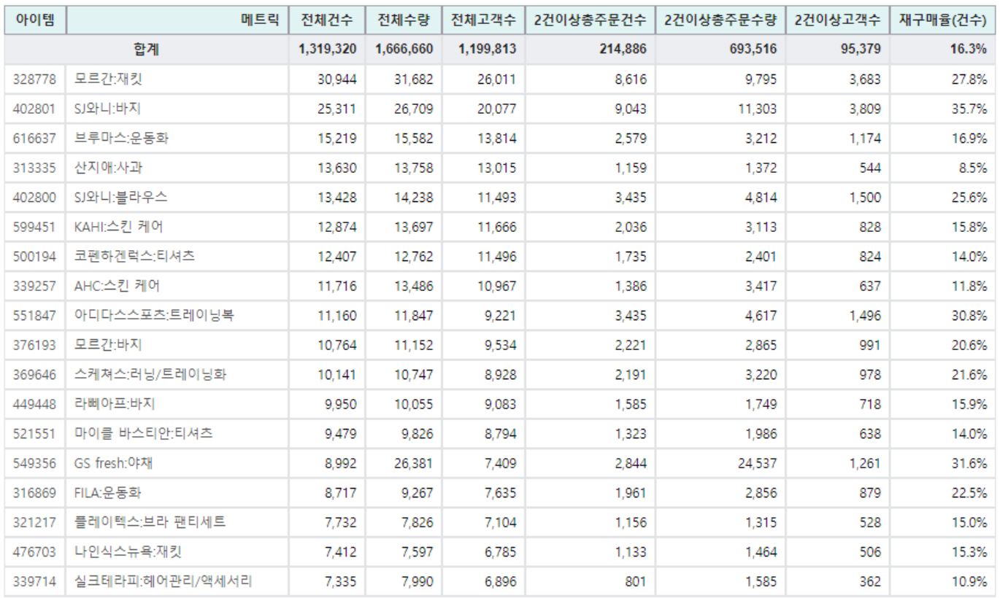 아이템 메트릭 전체건수 전체수량 전체고객수 2건이상총주문건수 2건이상총주문수량 2건이상고객수 재구매율(건수)
합계 1,319,320 1,666,660 1,199,813 214,886 693,516 95,379 16.3%
328778 모르간:재킷 30,944 31,682 26,011 8,616 9,795 3,683 27.8%
402801 SJ와니:바지 25,311 26,709 20,077 9,043 11,303 3,809 35.7%
616637 브루마스:운동화 15,219 15,582 13,814 2,579 3,212 1,174 16.9%
313335 산지애:사과 13,630 13,758 13,015 1,159 1,372 544 8.5%
402800 SJ와니:블라우스 13,428 14,238 11,493 3,435 4,814 1,500 25.6%
599451 KAHI:스킨 케어 12,874 13,697 11,666 2,036 3,113 828 15.8%
500194 코펜하겐럭스:티셔츠 12,407 12,762 11,496 1,735 2,401 824 14.0%
339257 AHC:스킨 케어 11,716 13,486 10,967 1,386 3,417 637 11.8%
551847 아디다스스포츠:트레이닝복 11,160 11,847 9,221 3,435 4,617 1,496 30.8%
376193 모르간:바지 10,764 11,152 9,534 2,221 2,865 991 20.6%
369646 스케쳐스:러닝/트레이닝화 10,141 10,747 8,928 2,191 3,220 978 21.6%
449448 라삐아프:바지 9,950 10,055 9,083 1,585 1,749 718 15.9%
521551 마이클 바스티안:티셔츠 9,479 9,826 8,794 1,323 1,986 638 14.0%
549356 GS fresh:야채 8,992 26,381 7,409 2,844 24,537 1,261 31.6%
316869 FILA:운동화 8,717 9,267 7,635 1,961 2,856 879 22.5%
321217 플레이텍스:브라 팬티세트 7,732 7,826 7,104 1,156 1,315 528 15.0%
476703 나인식스뉴욕:재킷 7,412 7,597 6,785 1,133 1,464 506 15.3%
339714 실크테라피:헤어관리/액세서리 7,335 7,990 6,896 801 1,585 362 10.9%